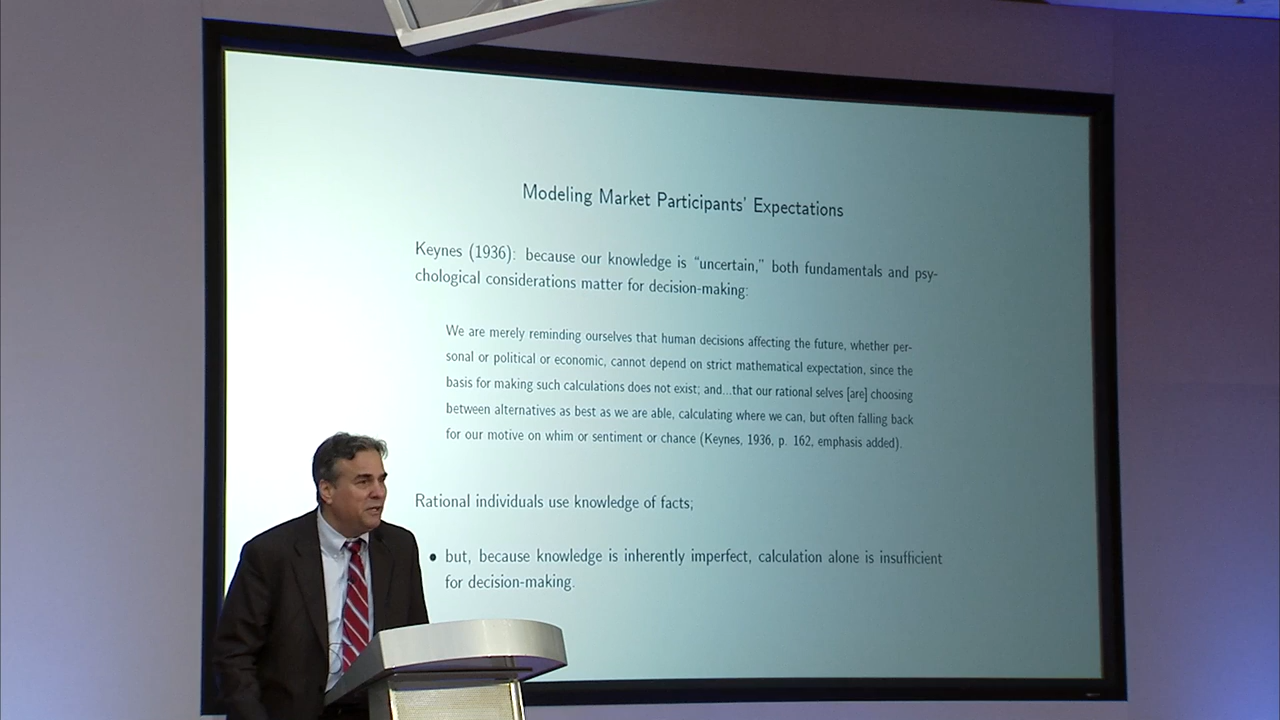 Modeling Market Participants' Expectations
Keynes (1936): because our knowledge is "uncertain," both fundamentals and psy-
chological considerations matter for decision-making:
We are merely reminding ourselves that human decisions affecting the future, whether per-
sonal or political or economic, cannot depend on strict mathematical expectation, since the
basis for making such calculations does not exist; and...that our rational selves [are] choosing
between alternatives as best as we are able, calculating where we can, but often falling back
for our motive on whim or sentiment or chance (Keynes, 1936, p. 162, emphasis added).
Rational individuals use knowledge of facts;
• but, because knowledge is inherently imperfect, calculation alone is insufficient
for decision-making.